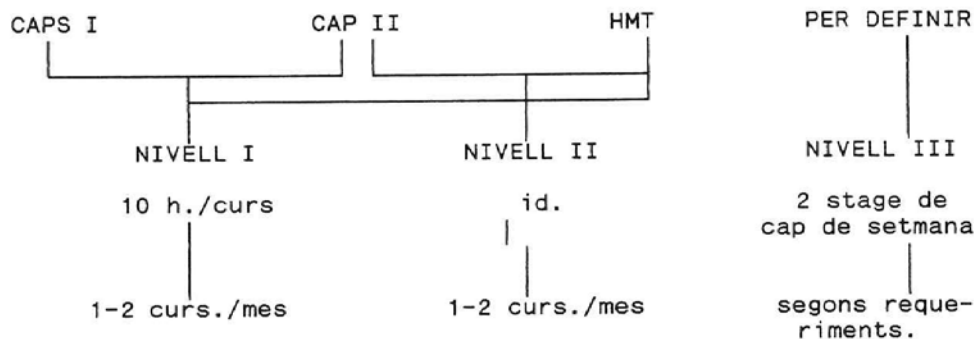 CAPS I CAP II HMT PER DEFINIR
NIVELL I NIVELL II NIVELL III
10 h./curs id. 2 stage de
cap de setmana
1-2 curs./mes 1-2 curs./mes segons reque-
riments.